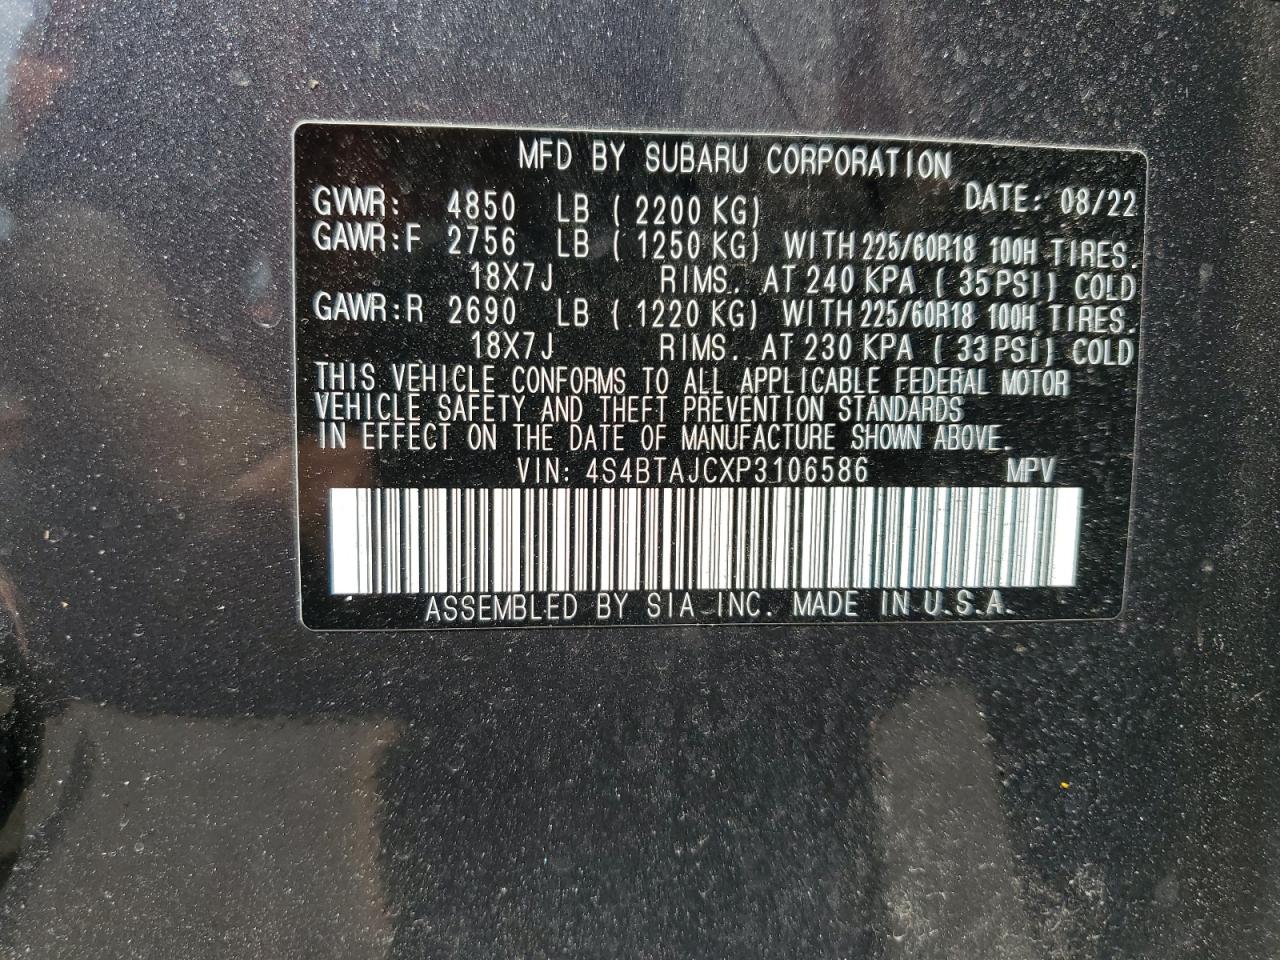 MFD BY SUBARU CORPORATION
GVWR: 4850 LB (2200 KG) DATE: 08/22
GAWR:F 2756 LB (1250 KG) WITH 225/60R18 100H TIRES.
18X7J RIMS. AT 240 KPA (35PSI) COLD
GAWR:R 2690 LB (1220 KG) WITH 225/60R18 100H TIRES.
18X7J RIMS. AT 230 KPA (33PSI) COLD
THIS VEHICLE CONFORMS TO ALL APPLICABLE FEDERAL MOTOR
VEHICLE SAFETY AND THEFT PREVENTION STANDARDS
IN EFFECT ON THE DATE OF MANUFACTURE SHOWN ABOVE.
VIN: 4S4BTAJCXP3106586 MPV
ASSEMBLED BY SIA INC. MADE IN U.S.A.